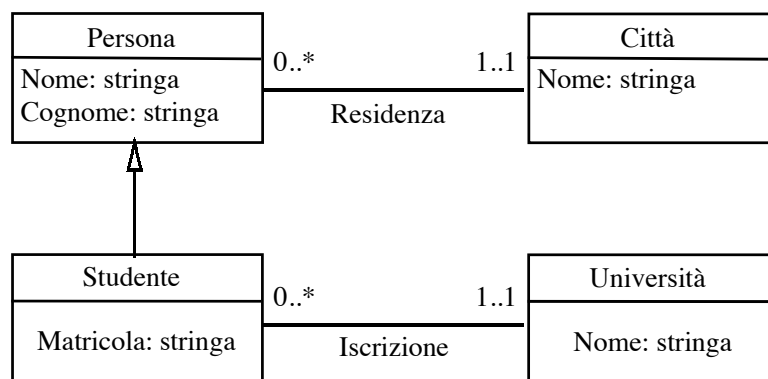 Persona
Nome: stringa
Cognome: stringa
0..*
1..1
Residenza
Città
Nome: stringa
Studente
Matricola: stringa
0..*
1..1
Iscrizione
Università
Nome: stringa